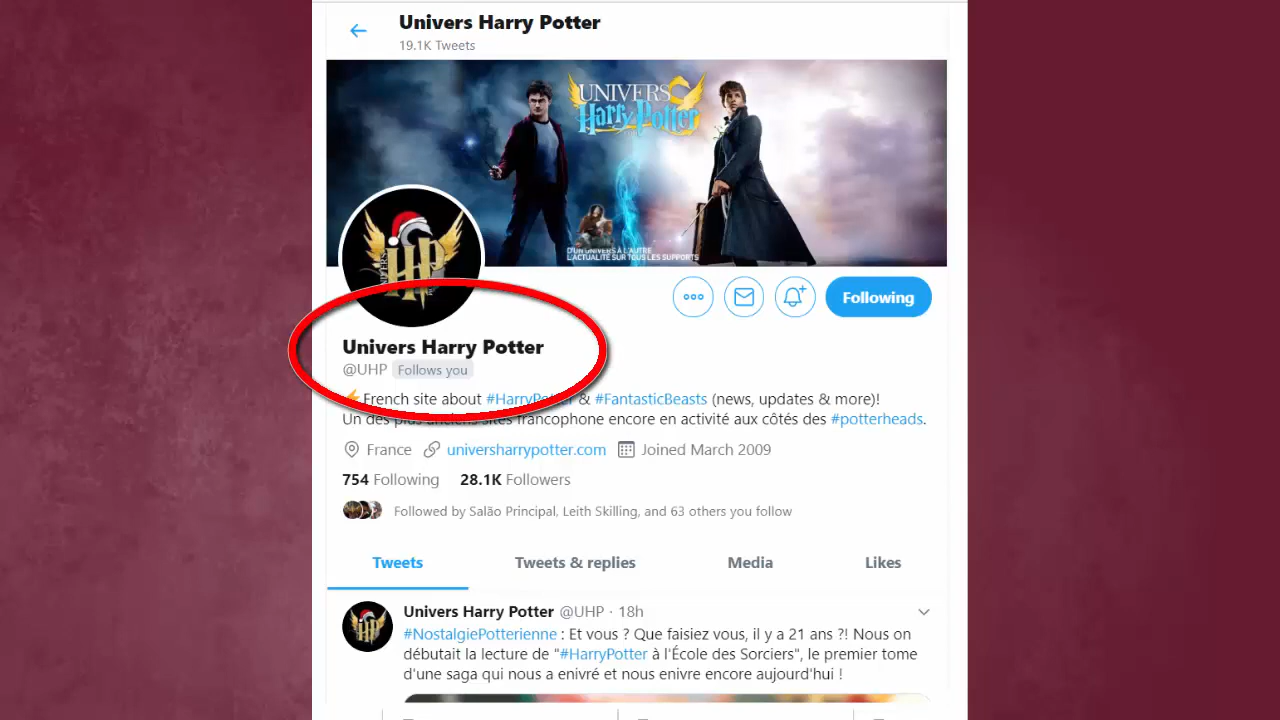 Univers Harry Potter
19.1K Tweets
UNIVERS
Harry Potter
D'UN UNIVERS À L'AUTRE
L'ACTUALITÉ SUR TOUS LES SUPPORTS
UNIVERS
HP
Following
Univers Harry Potter
@UHP Follows you
⚡French site about #HarryPotter & #FantasticBeasts (news, updates & more)!
Un des plus anciens sites francophone encore en activité aux côtés des #potterheads.
France universharrypotter.com Joined March 2009
754 Following 28.1K Followers
Followed by Salão Principal, Leith Skilling, and 63 others you follow
Tweets Tweets & replies Media Likes
HP
Univers Harry Potter @UHP · 18h
#NostalgiePotterienne : Et vous ? Que faisiez vous, il y a 21 ans ?! Nous on
débutait la lecture de "#HarryPotter à l'École des Sorciers", le premier tome
d'une saga qui nous a enivré et nous enivre encore aujourd'hui !